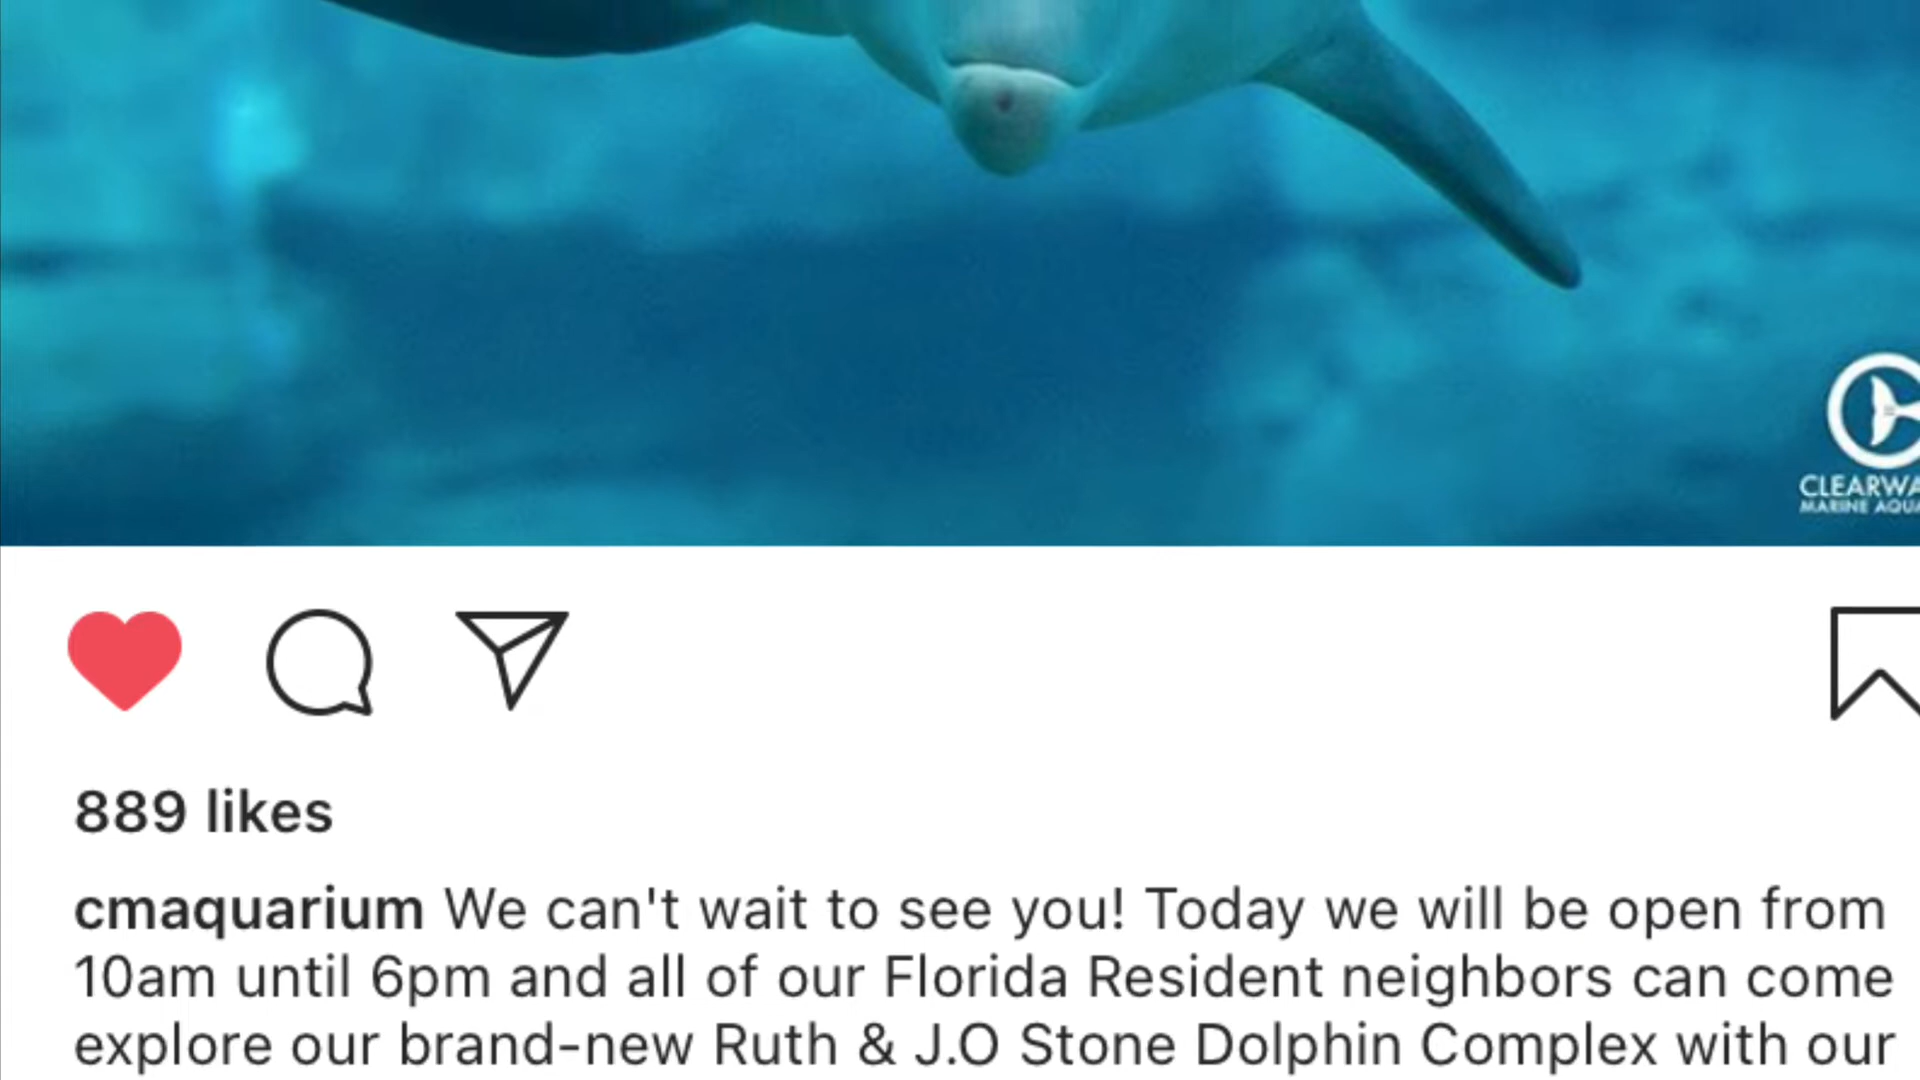 CLEARWA
MARINE AQUA
889 likes
cmaquarium We can't wait to see you! Today we will be open from
10am until 6pm and all of our Florida Resident neighbors can come
explore our brand-new Ruth & J.O Stone Dolphin Complex with our